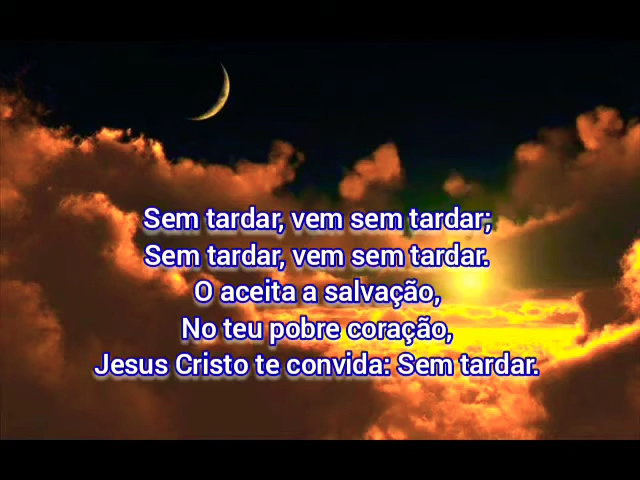 Sem tardar, vem sem tardar;
Sem tardar, vem sem tardar.
O aceita a salvação,
No teu pobre coração,
Jesus Cristo te convida: Sem tardar.